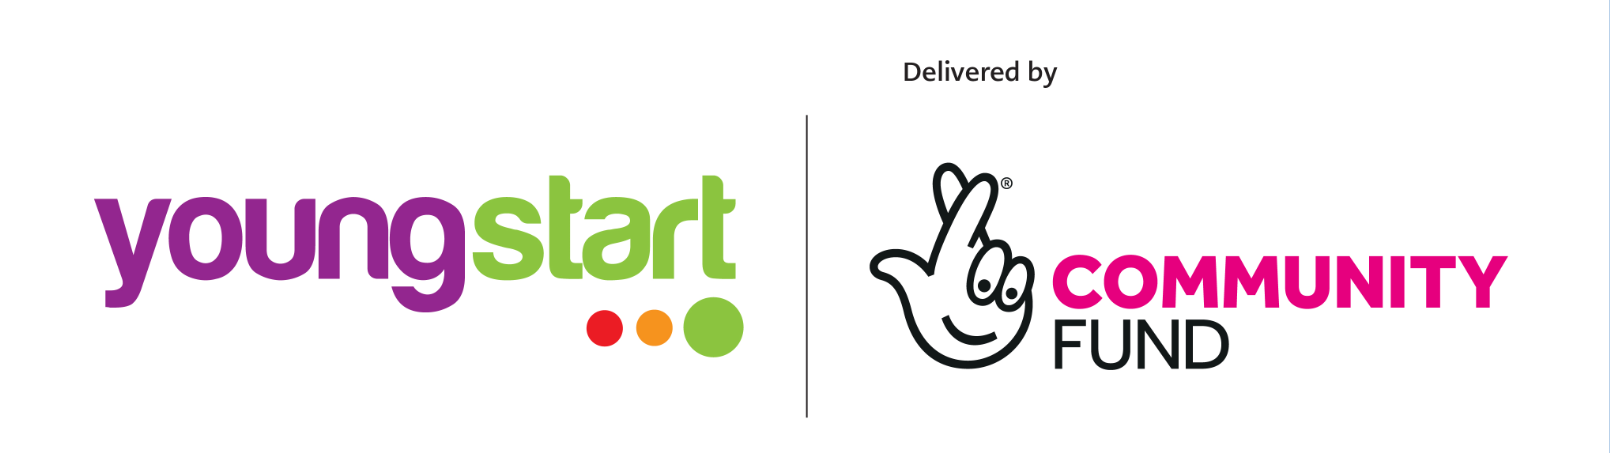 youngstart
Delivered by
®
COMMUNITY
FUND